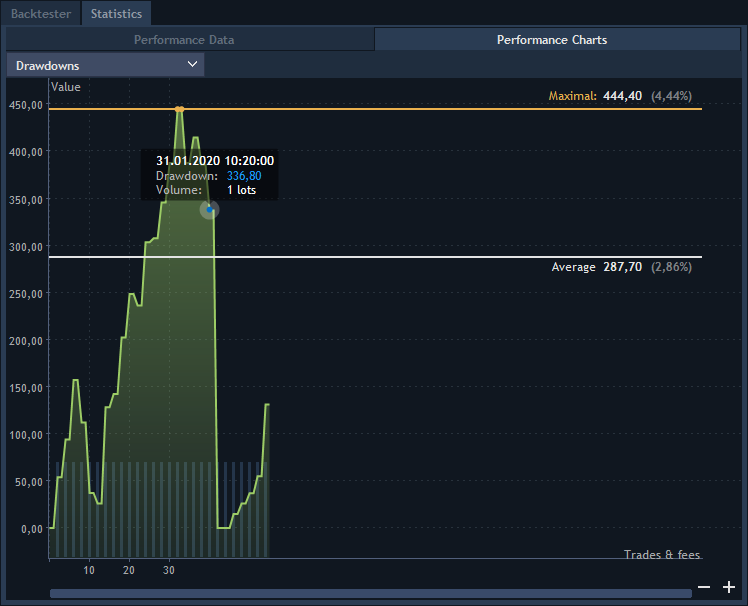 Backtester Statistics
Performance Data Performance Charts
Drawdowns
Value
Maximal: 444,40 (4,44%)
450,00
400,00
31.01.2020 10:20:00
Drawdown: 336,80
Volume: 1 lots
350,00
300,00
Average 287,70 (2,86%)
250,00
200,00
150,00
100,00
50,00
0,00
Trades & fees
10 20 30